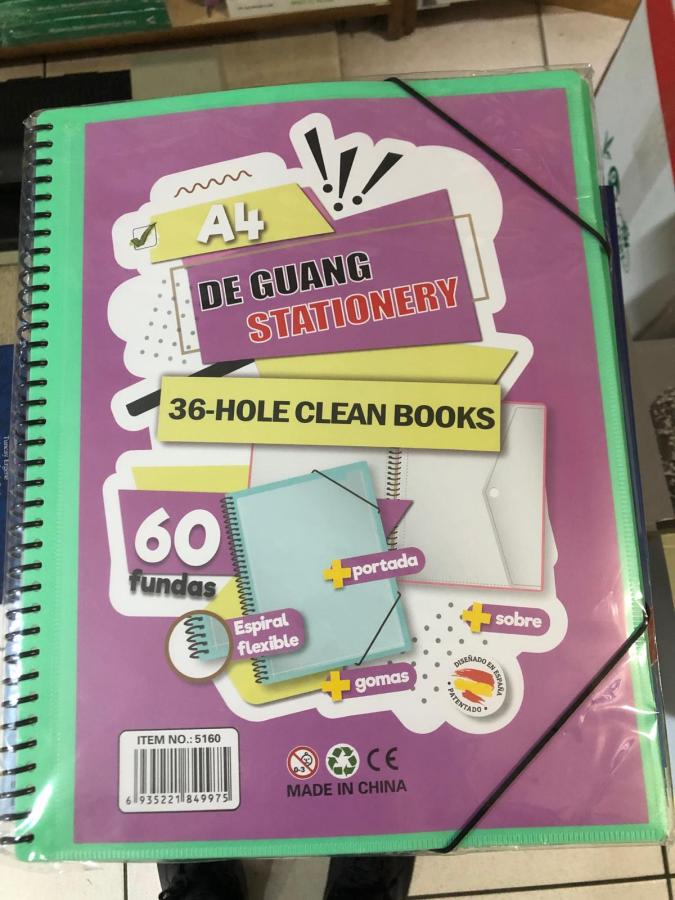 A4
DE GUANG
STATIONERY
36-HOLE CLEAN BOOKS
60
fundas
+ portada
+ sobre
Espiral
flexible
+ gomas
DISEÑADO EN ESPAÑA
• PATENTADO •
ITEM NO.: 5160
6 935221 849975
0-3
CE
MADE IN CHINA